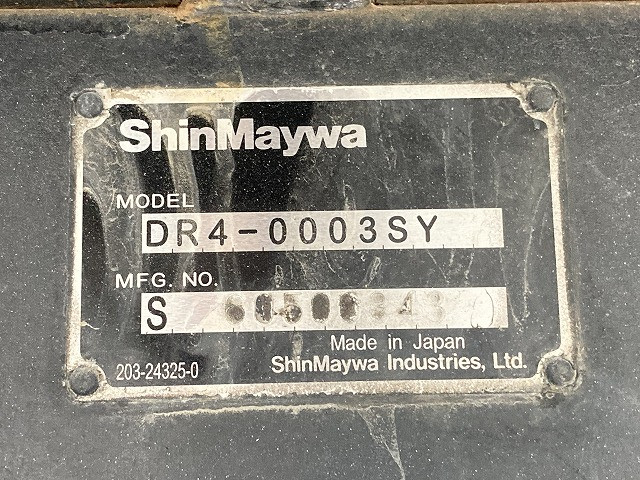 ShinMaywa
MODEL
DR4-0003SY
MFG. NO.
S
Made in Japan
203-24325-0
ShinMaywa Industries, Ltd.